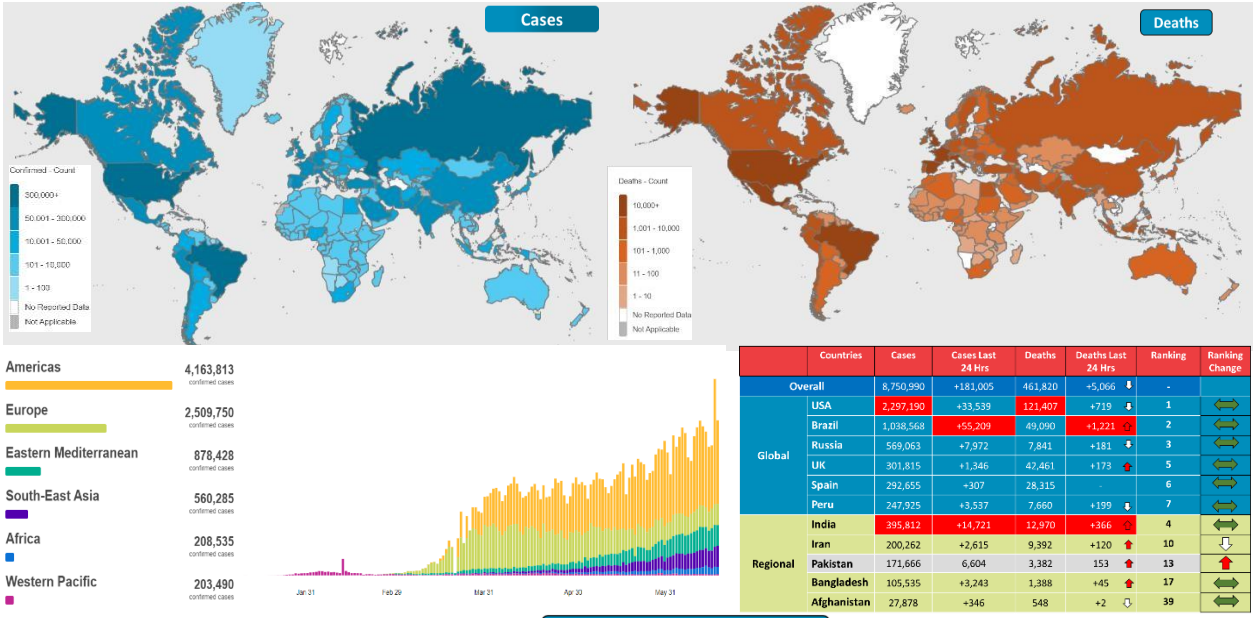 Cases
Deaths
Confirmed - Count
300,000+
50,001 - 300,000
10,001 - 50,000
101 - 10,000
1 - 100
No Reported Data
Not Applicable
Deaths - Count
10,000+
1,001 - 10,000
101 - 1,000
11 - 100
1 - 10
No Reported Data
Not Applicable
Americas 4,163,813
confirmed cases
Europe 2,509,750
confirmed cases
Eastern Mediterranean 878,428
confirmed cases
South-East Asia 560,285
confirmed cases
Africa 208,535
confirmed cases
Western Pacific 203,490
confirmed cases
Jan 31 Feb 29 Mar 31 Apr 30 May 31
Countries Cases Cases Last 24 Hrs Deaths Deaths Last 24 Hrs Ranking Ranking Change
Overall 8,750,990 +181,005 461,820 +5,066 -
Global
USA 2,297,190 +33,539 121,407 +719 1
Brazil 1,038,568 +55,209 49,090 +1,221 2
Russia 569,063 +7,972 7,841 +181 3
UK 301,815 +1,346 42,461 +173 5
Spain 292,655 +307 28,315 - 6
Peru 247,925 +3,537 7,660 +199 7
Regional
India 395,812 +14,721 12,970 +366 4
Iran 200,262 +2,615 9,392 +120 10
Pakistan 171,666 6,604 3,382 153 13
Bangladesh 105,535 +3,243 1,388 +45 17
Afghanistan 27,878 +346 548 +2 39